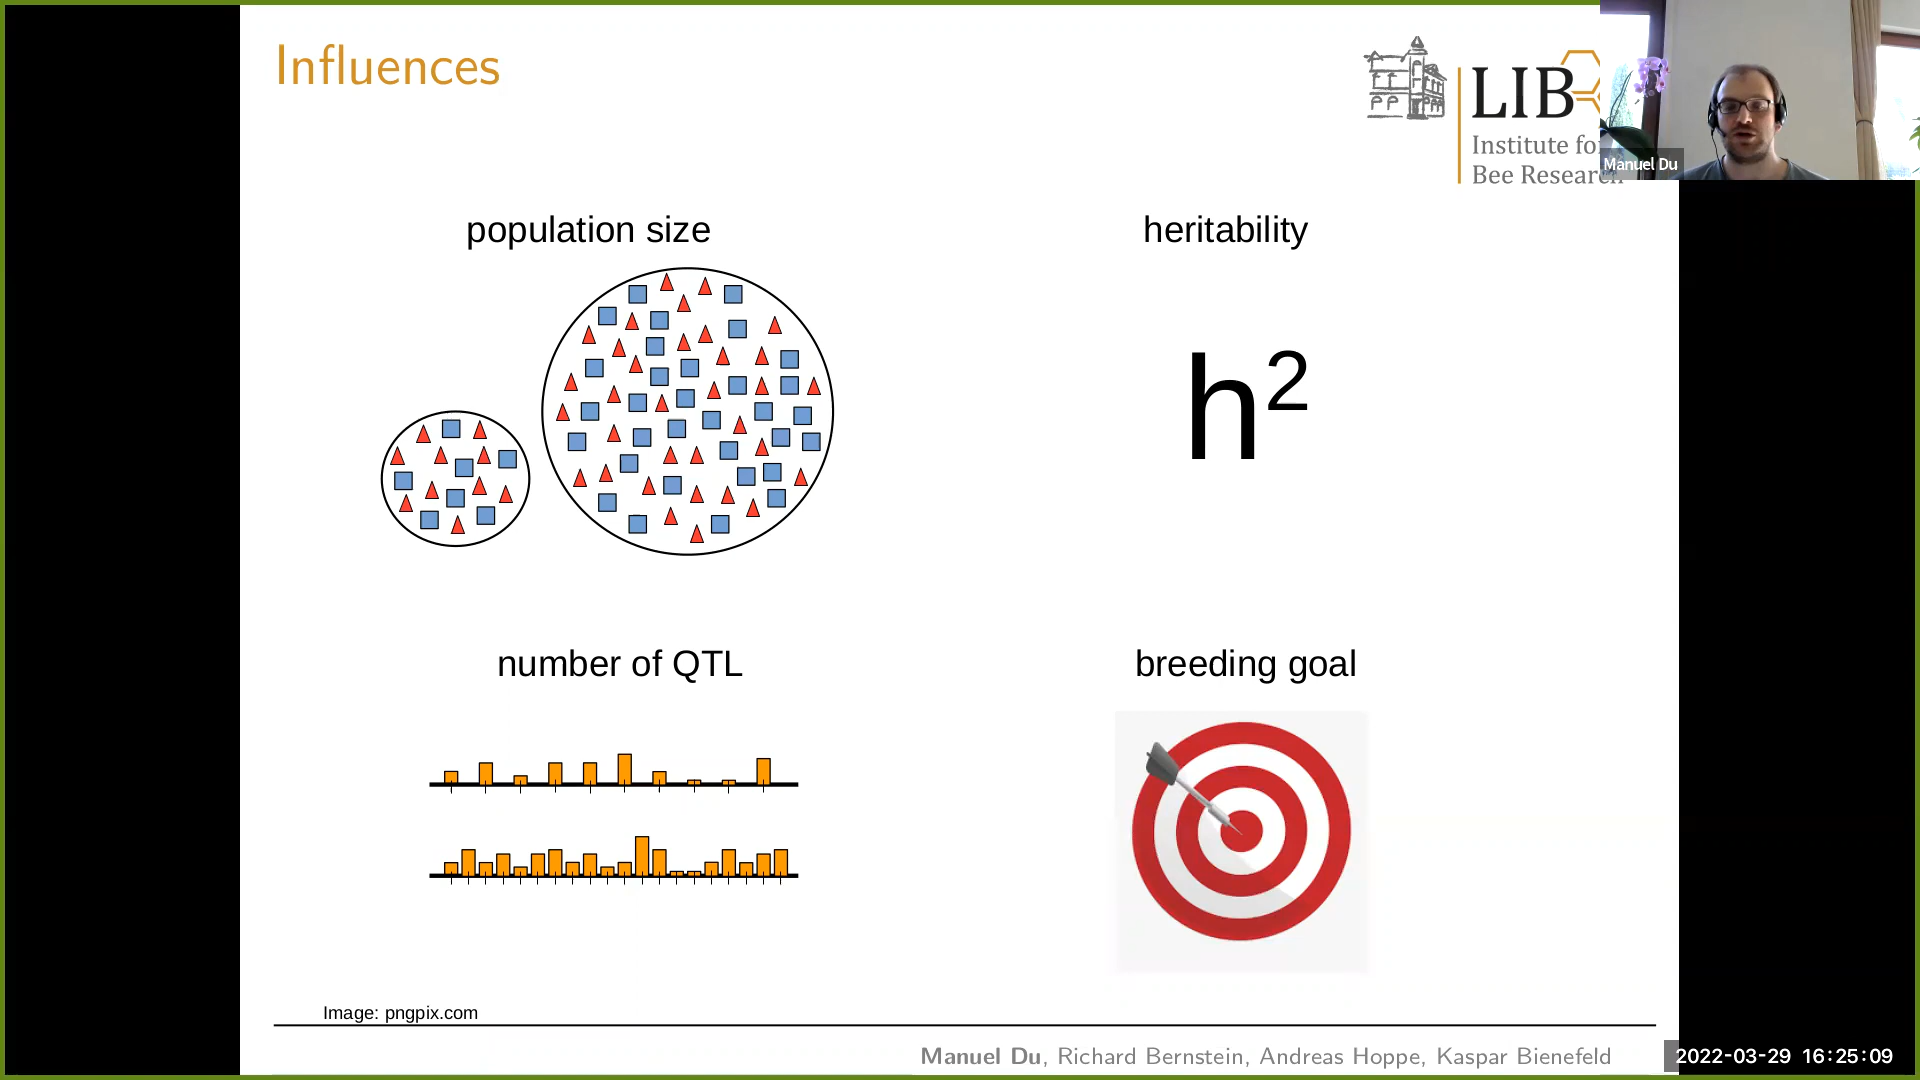 Influences
LIB
Institute for
Bee Research
Manuel Du
population size
heritability
h²
number of QTL
breeding goal
Image: pngpix.com
Manuel Du, Richard Bernstein, Andreas Hoppe, Kaspar Bienefeld
2022-03-29 16:25:09